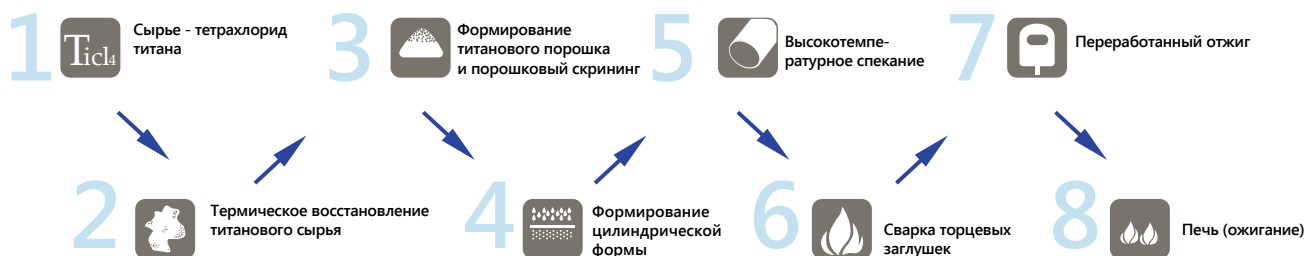 1
Ticl4
Сырье - тетрахлорид
титана
2
Термическое восстановление
титанового сырья
3
Формирование
титанового порошка
и порошковый скрининг
4
Формирование
цилиндрической
формы
5
Высокотемпе-
ратурное спекание
6
Сварка торцевых
заглушек
7
Переработанный отжиг
8
Печь (ожигание)